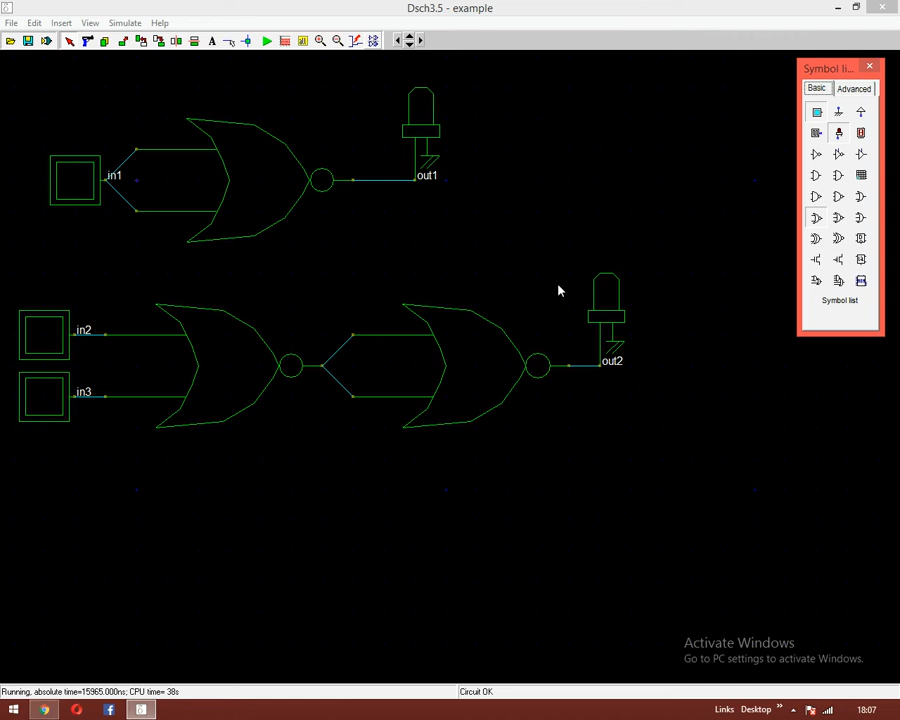 Dsch3.5 - example
File Edit Insert View Simulate Help
Symbol li...
Basic Advanced
Symbol list
in1
out1
in2
in3
out2
Activate Windows
Go to PC settings to activate Windows.
Running, absolute time=15965.000ns; CPU time= 38s
Circuit OK
Links Desktop
18:07